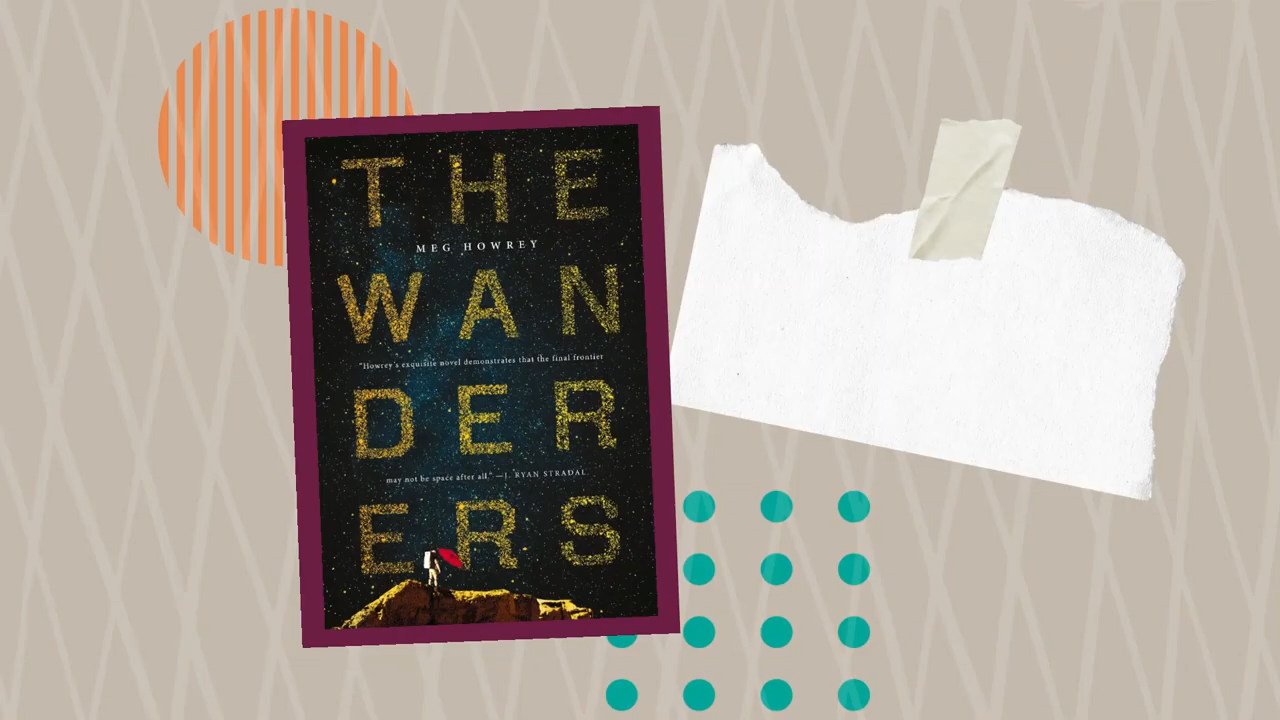 THE
MEG HOWREY
WAN
"Howrey's exquisite novel demonstrates that the final frontier
DER
may not be space after all." —J. RYAN STRADAL
ERS